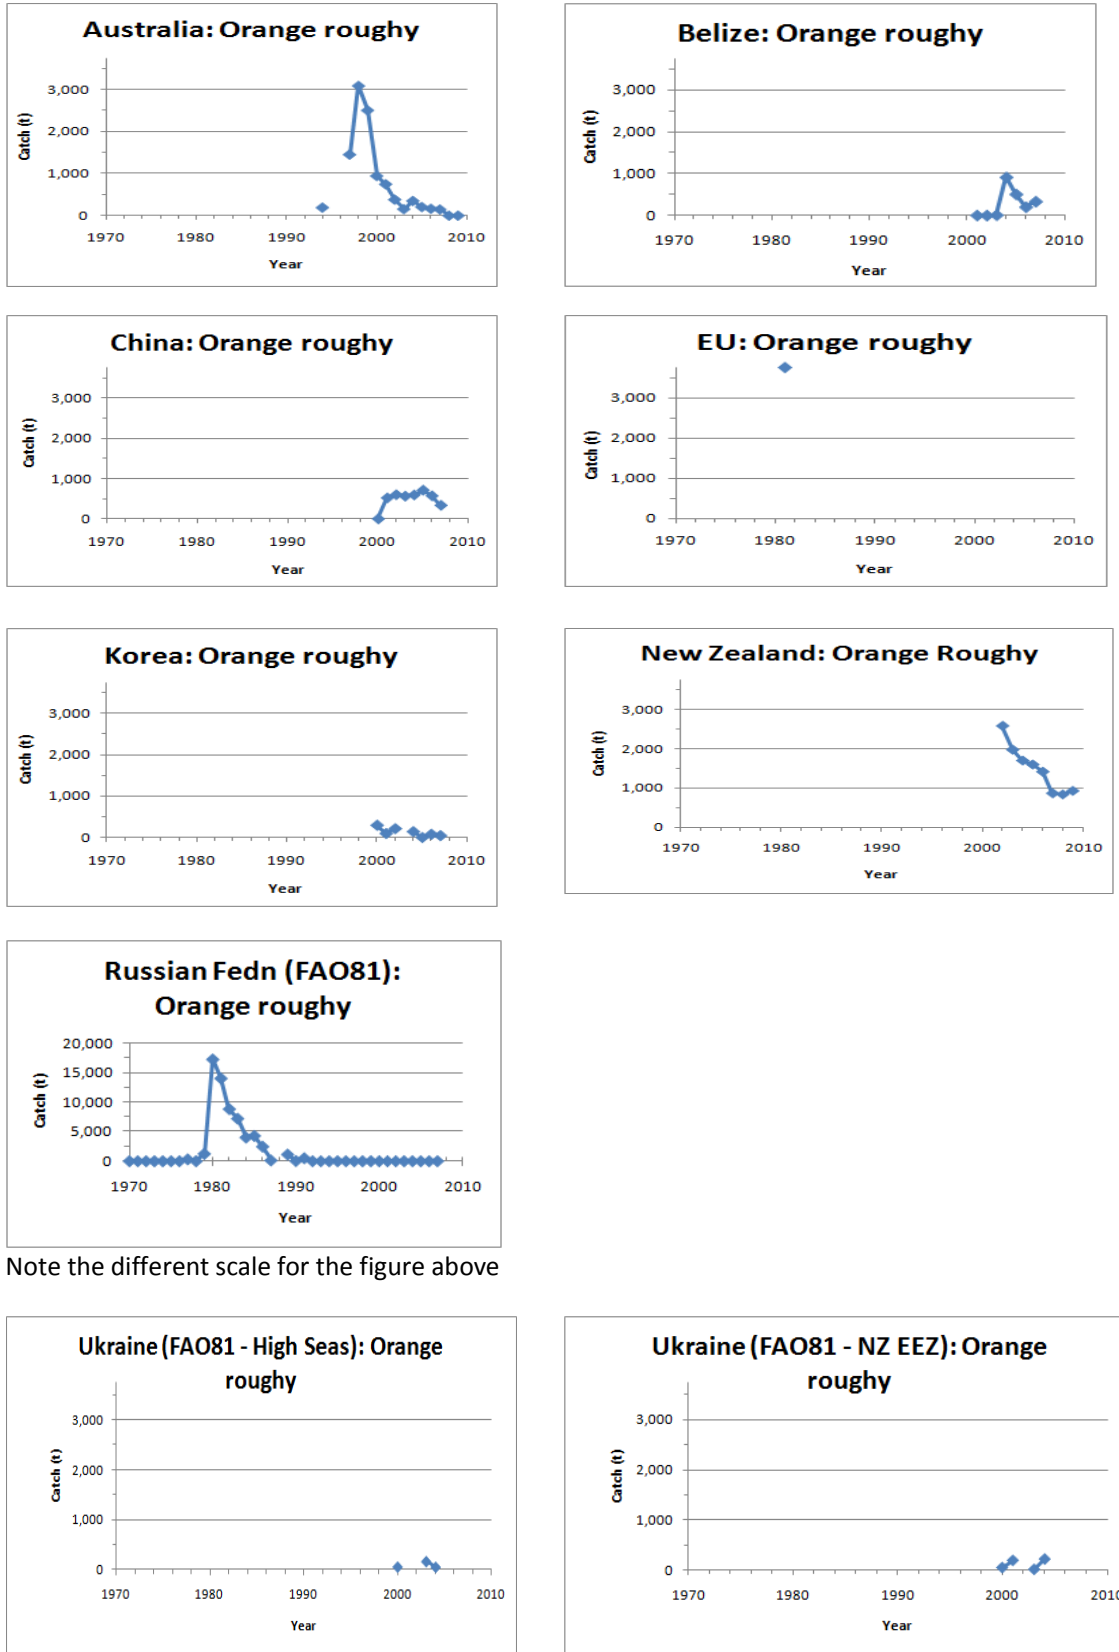 Australia: Orange roughy
3,000
2,000
1,000
0
Catch (t)
1970 1980 1990 2000 2010
Year
Belize: Orange roughy
3,000
2,000
1,000
0
Catch (t)
1970 1980 1990 2000 2010
Year
China: Orange roughy
3,000
2,000
1,000
0
Catch (t)
1970 1980 1990 2000 2010
Year
EU: Orange roughy
3,000
2,000
1,000
0
Catch (t)
1970 1980 1990 2000 2010
Year
Korea: Orange roughy
3,000
2,000
1,000
0
Catch (t)
1970 1980 1990 2000 2010
Year
New Zealand: Orange Roughy
3,000
2,000
1,000
0
Catch (t)
1970 1980 1990 2000 2010
Year
Russian Fedn (FAO81):
Orange roughy
20,000
15,000
10,000
5,000
0
Catch (t)
1970 1980 1990 2000 2010
Year
Note the different scale for the figure above
Ukraine (FAO81 - High Seas): Orange
roughy
3,000
2,000
1,000
0
Catch (t)
1970 1980 1990 2000 2010
Year
Ukraine (FAO81 - NZ EEZ): Orange
roughy
3,000
2,000
1,000
0
Catch (t)
1970 1980 1990 2000 2010
Year